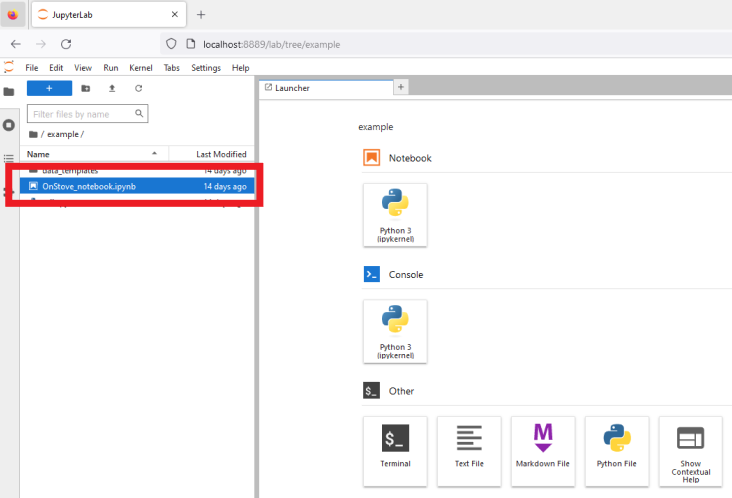 JupyterLab
localhost:8889/lab/tree/example
File Edit View Run Kernel Tabs Settings Help
+
Launcher
+
Filter files by name
/ example /
Name Last Modified
data_templates 14 days ago
OnStove_notebook.ipynb 14 days ago
example
Notebook
Python 3
(ipykernel)
Console
Python 3
(ipykernel)
$_ Other
$_
Terminal
Text File
M
Markdown File
Python File
Show
Contextual
Help